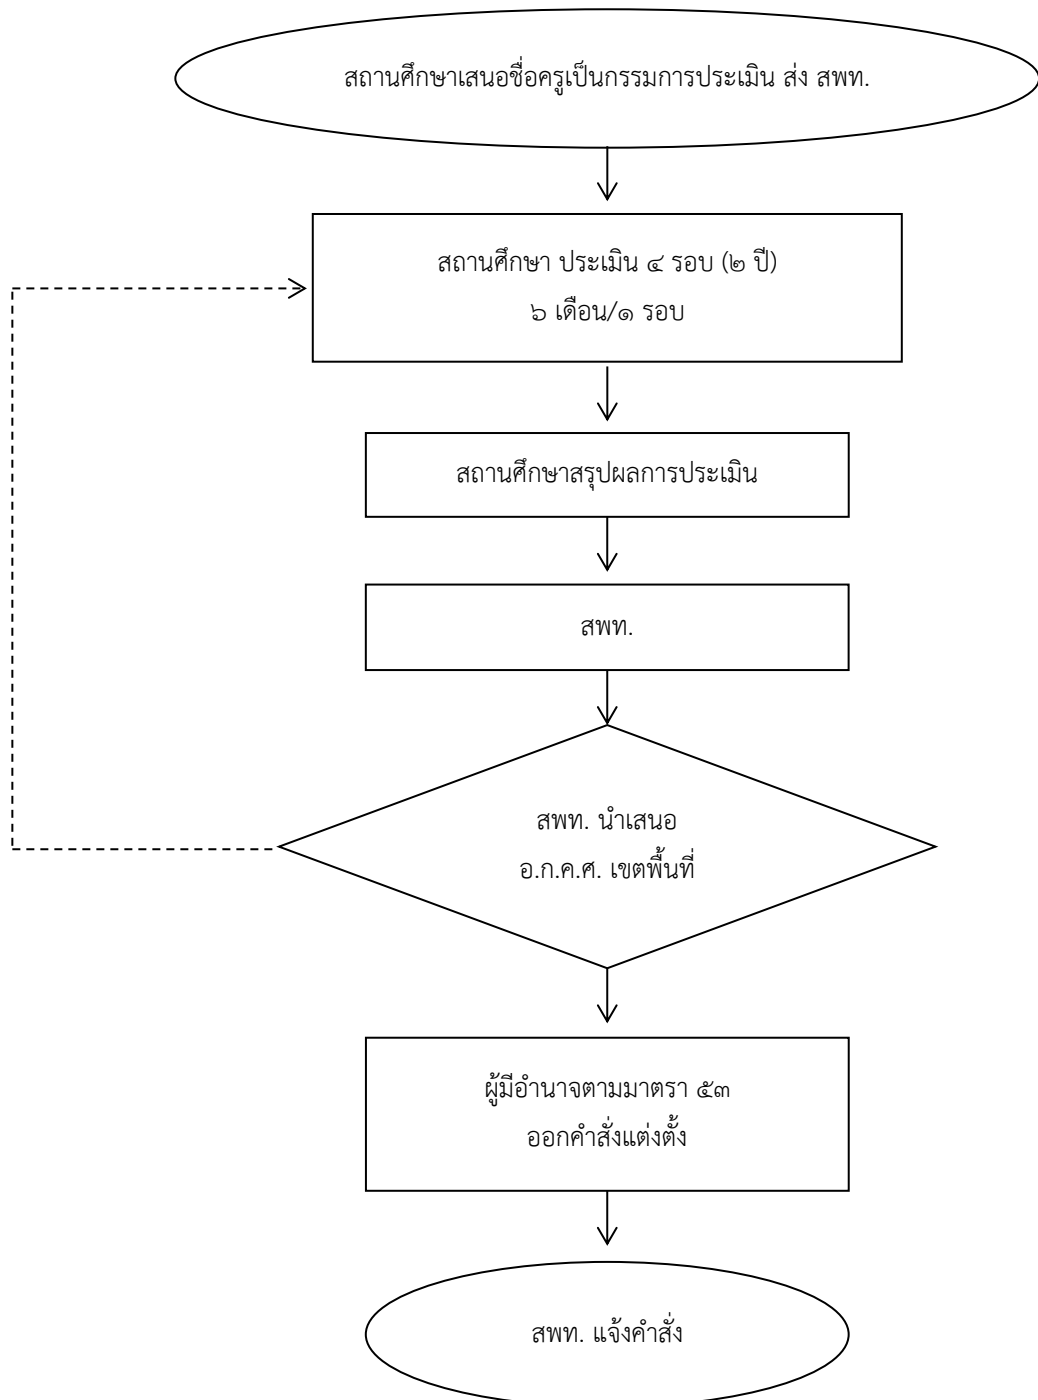 สถานศึกษาเสนอชื่อครูเป็นกรรมการประเมิน ส่ง สพท.
สถานศึกษา ประเมิน ๔ รอบ (๒ ปี)
๖ เดือน/๑ รอบ
สถานศึกษาสรุปผลการประเมิน
สพท.
สพท. นำเสนอ
อ.ก.ค.ศ. เขตพื้นที่
ผู้มีอำนาจตามมาตรา ๕๓
ออกคำสั่งแต่งตั้ง
สพท. แจ้งคำสั่ง